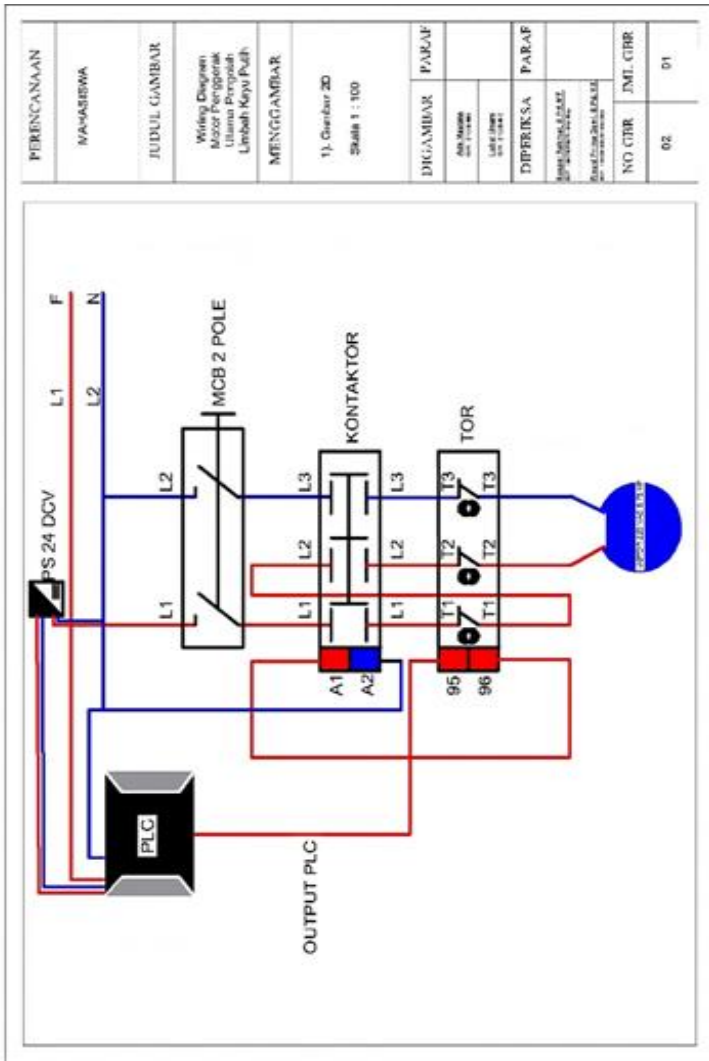 PERENCANAAN
MAHASISWA
JUDUL GAMBAR
Wiring Diagram
Motor Penggerak
Utama Pengolah
Limbah Kayu Putih
MENGGAMBAR
1). Gambar 2D
Skala 1 : 100
DIGAMBAR PARAF
DIPERIKSA PARAF
NO GBR JML. GBR
02 01
L1 F
L2 N
PS 24 DCV
MCB 2 POLE
L1 L2
KONTAKTOR
L1 L2 L3
A1
A2
L1 L2 L3
TOR
T1 T2 T3
95
96
T1 T2 T3
PLC
OUTPUT PLC